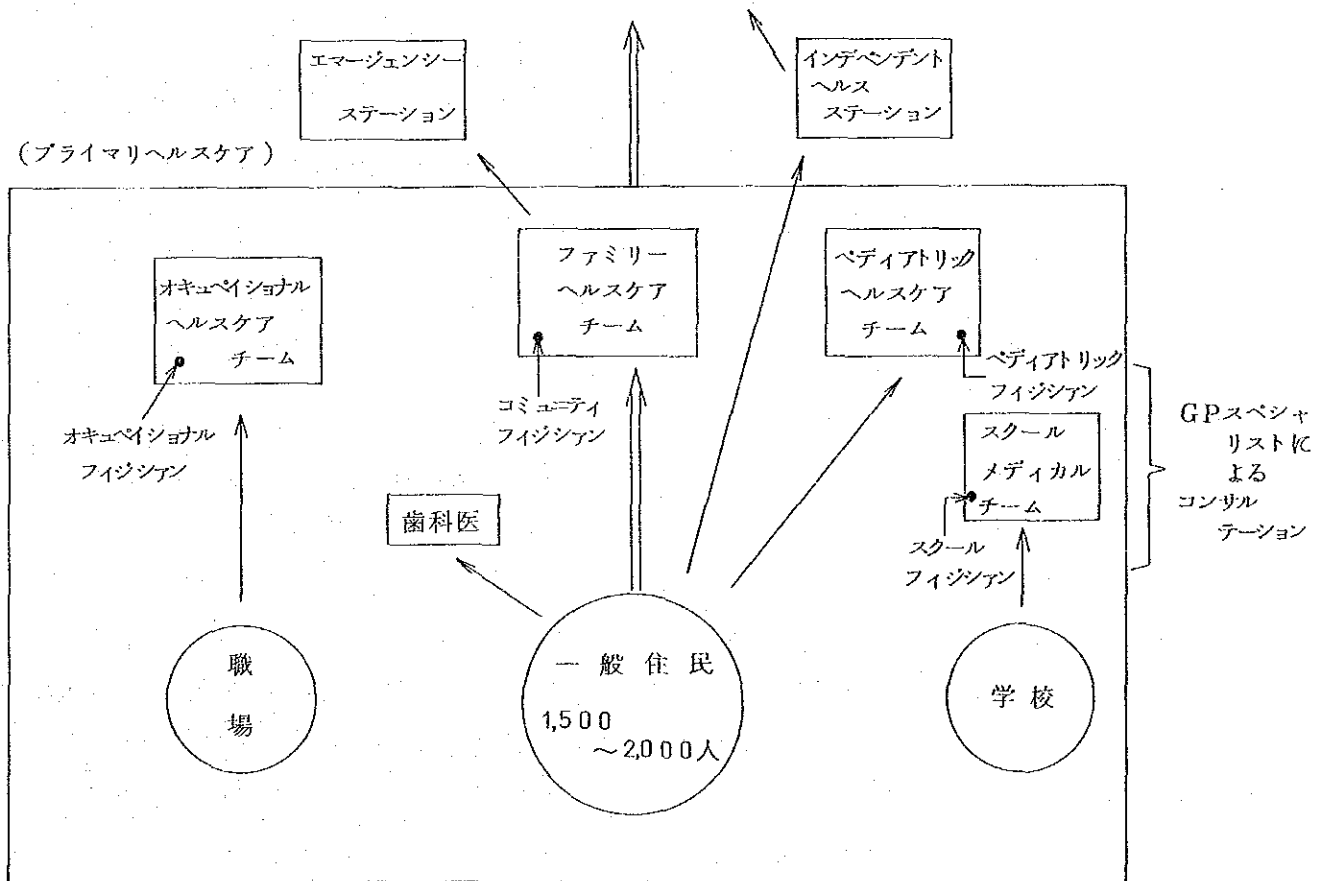 エマージェンシー
ステーション
インデペンデント
ヘルス
ステーション
(プライマリヘルスケア)
オキュペイショナル
ヘルスケア
チーム
ファミリー
ヘルスケア
チーム
ペディアトリック
ヘルスケア
チーム
オキュペイショナル
フィジシァン
コミュニティ
フィジシァン
ペディアトリック
フィジシァン
スクール
メディカル
チーム
スクール
フィジシァン
GPスペシャ
リストに
よる
コンサル
テーション
歯科医
職
場
一般住民
1,500
~2,000人
学校